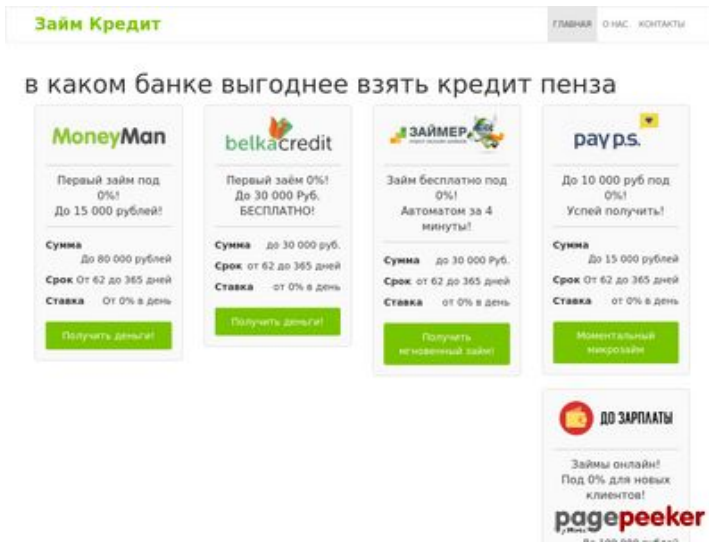 Займ Кредит
ГЛАВНАЯ О НАС КОНТАКТЫ
в каком банке выгоднее взять кредит пенза
MoneyMan
Первый займ под
0%!
До 15 000 рублей!
Сумма
До 80 000 рублей
Срок От 62 до 365 дней
Ставка От 0% в день
Получить деньги!
belkacredit
Первый заём 0%!
До 30 000 Руб.
БЕСПЛАТНО!
Сумма до 30 000 руб.
Срок от 62 до 365 дней
Ставка от 0% в день
Получить деньги!
ЗАЙМЕР
Займ бесплатно под
0%!
Автоматом за 4
минуты!
Сумма до 30 000 Руб.
Срок от 62 до 365 дней
Ставка от 0% в день
Получить
мгновенный займ!
pay p.s.
До 10 000 руб под
0%!
Успей получить!
Сумма
До 15 000 рублей
Срок От 62 до 365 дней
Ставка От 0% в день
Моментальный
микрозайм
ДО ЗАРПЛАТЫ
Займы онлайн!
Под 0% для новых
клиентов!
pagepeeker